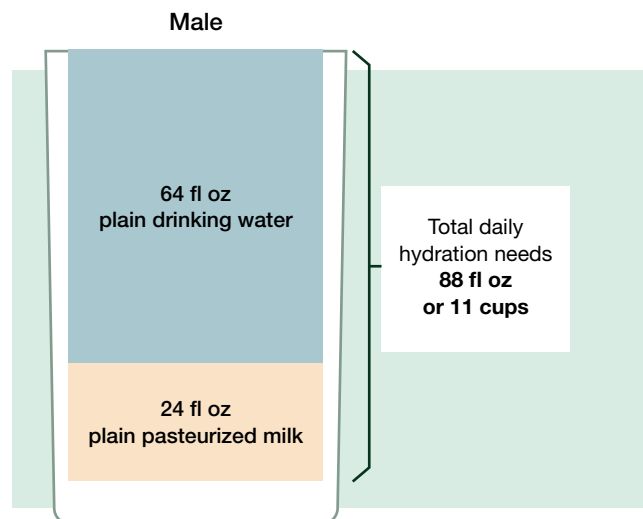 Male
64 fl oz
plain drinking water
Total daily
hydration needs
88 fl oz
or 11 cups
24 fl oz
plain pasteurized milk